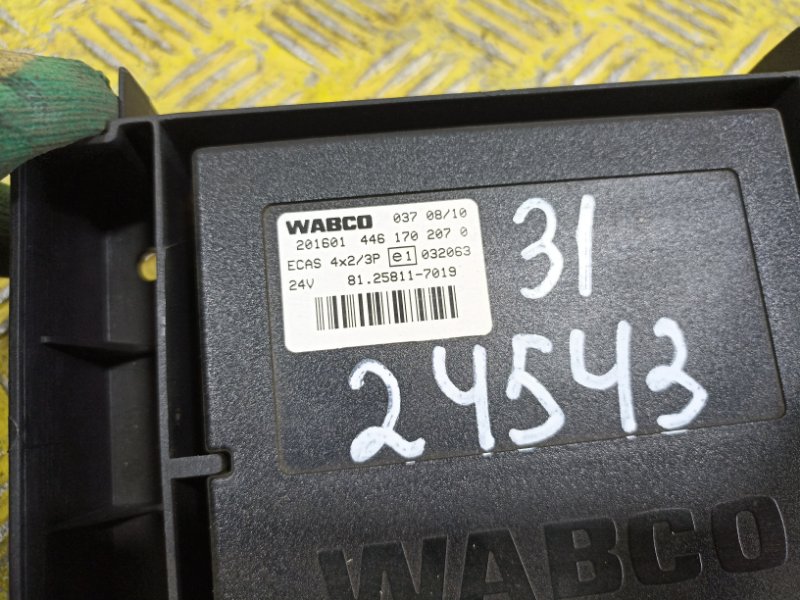 WABCO 037 08/10
201601 446 170 207 0
ECAS 4x2/3P e1 032063
24V 81.25811-7019
31
24543
WABCO